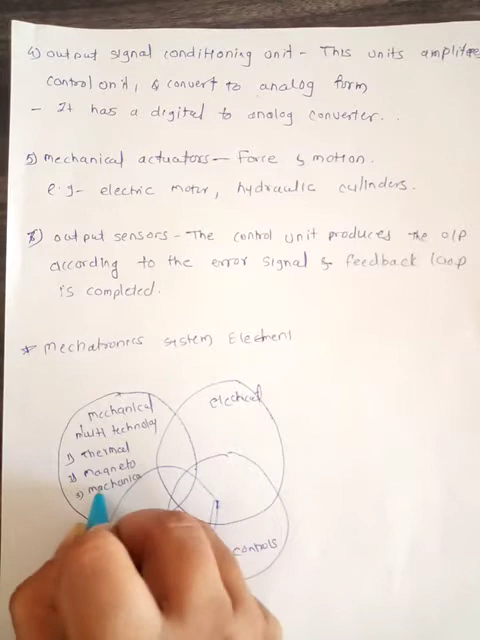 4) output signal conditioning unit - This units amplifies
control unit, & convert to analog form
- It has a digital to analog converter..
5) mechanical actuators - Force & motion.
e.g - electric motor, hydraulic cylinders.
6) output sensors - The control unit produces the o/p
according to the error signal & feedback loop
is completed.
* Mechatronics system Element
mechanical
multi technology
1) Thermal
2) magneto
3) mechanica
electrical
controls